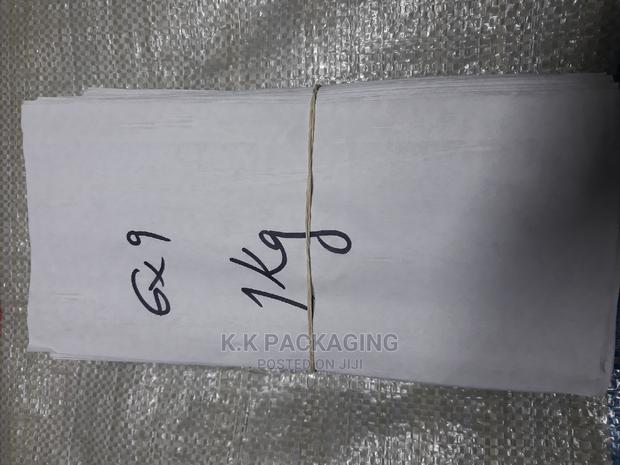 6x9
1Kg
K.K PACKAGING
POSTED ON JIJI